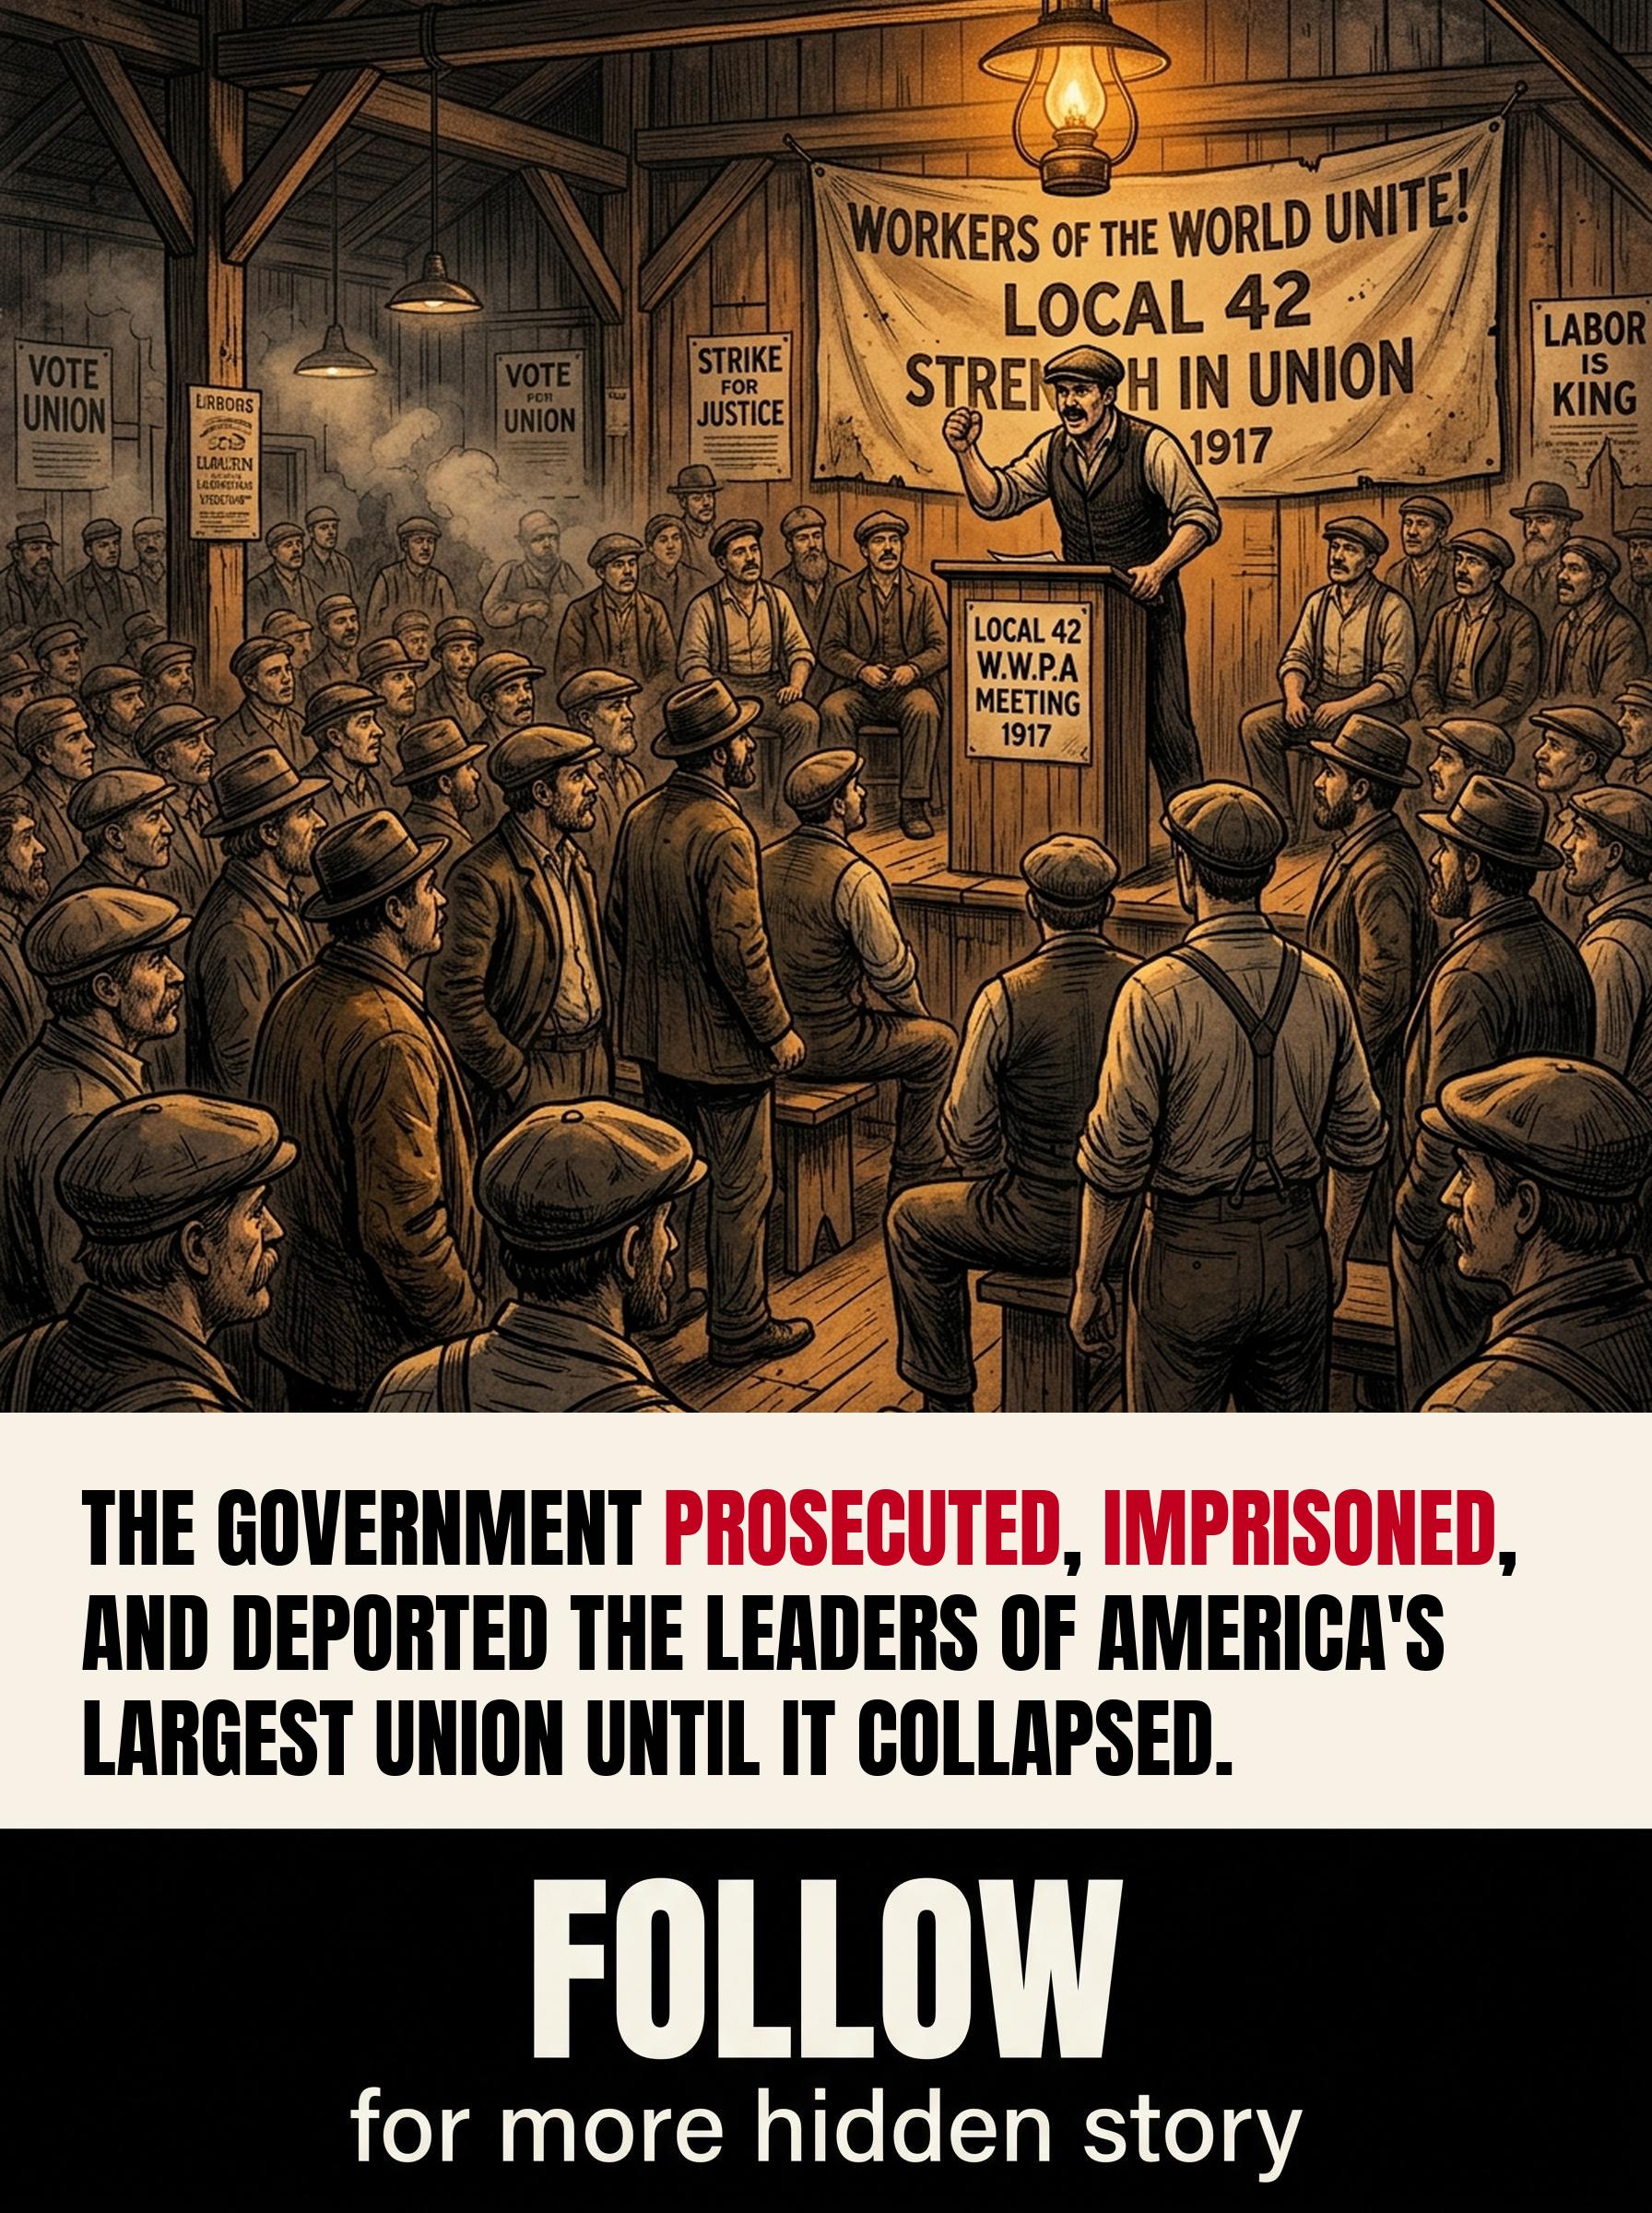 WORKERS OF THE WORLD UNITE!
LOCAL 42
STREN H IN UNION
1917
VOTE
UNION
VOTE
FOR
UNION
STRIKE
FOR
JUSTICE
LABOR
IS
KING
LOCAL 42
W.W.P.A
MEETING
1917
THE GOVERNMENT PROSECUTED, IMPRISONED,
AND DEPORTED THE LEADERS OF AMERICA'S
LARGEST UNION UNTIL IT COLLAPSED.
FOLLOW
for more hidden story